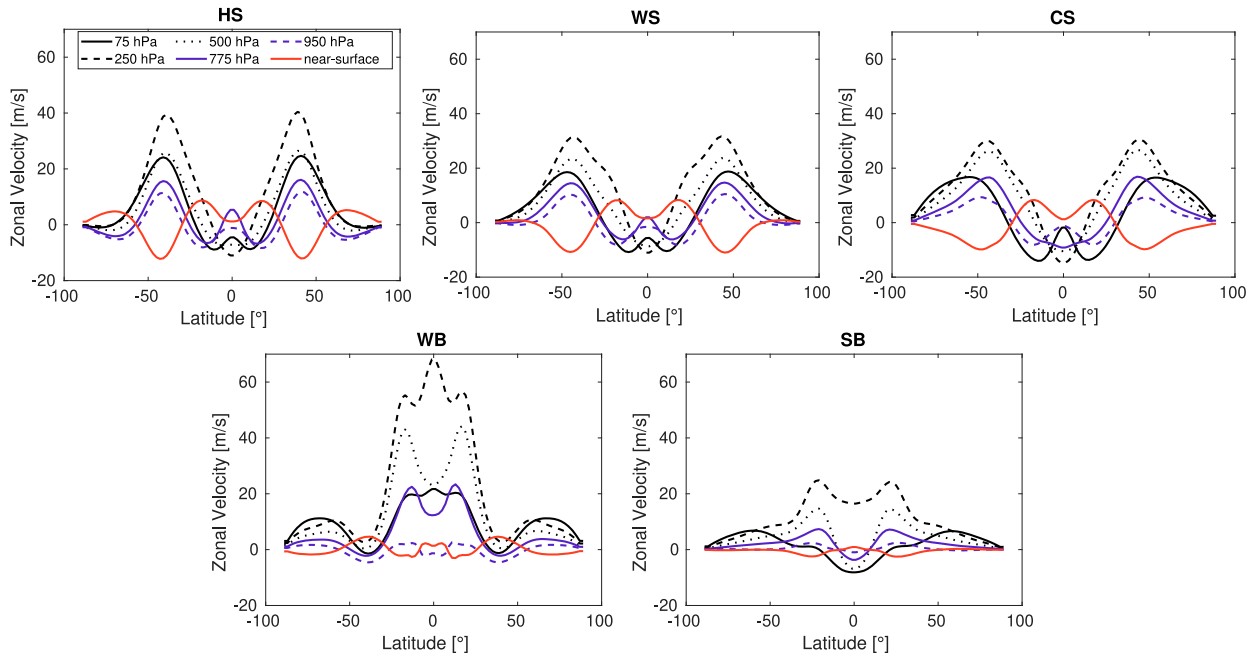 HS
Zonal Velocity [m/s]
60
40
20
0
-20
75 hPa
250 hPa
500 hPa
775 hPa
950 hPa
near-surface
-100 -50 0 50 100
Latitude [°]
WS
Zonal Velocity [m/s]
60
40
20
0
-20
-100 -50 0 50 100
Latitude [°]
CS
Zonal Velocity [m/s]
60
40
20
0
-20
-100 -50 0 50 100
Latitude [°]
WB
Zonal Velocity [m/s]
60
40
20
0
-20
-100 -50 0 50 100
Latitude [°]
SB
Zonal Velocity [m/s]
60
40
20
0
-20
-100 -50 0 50 100
Latitude [°]